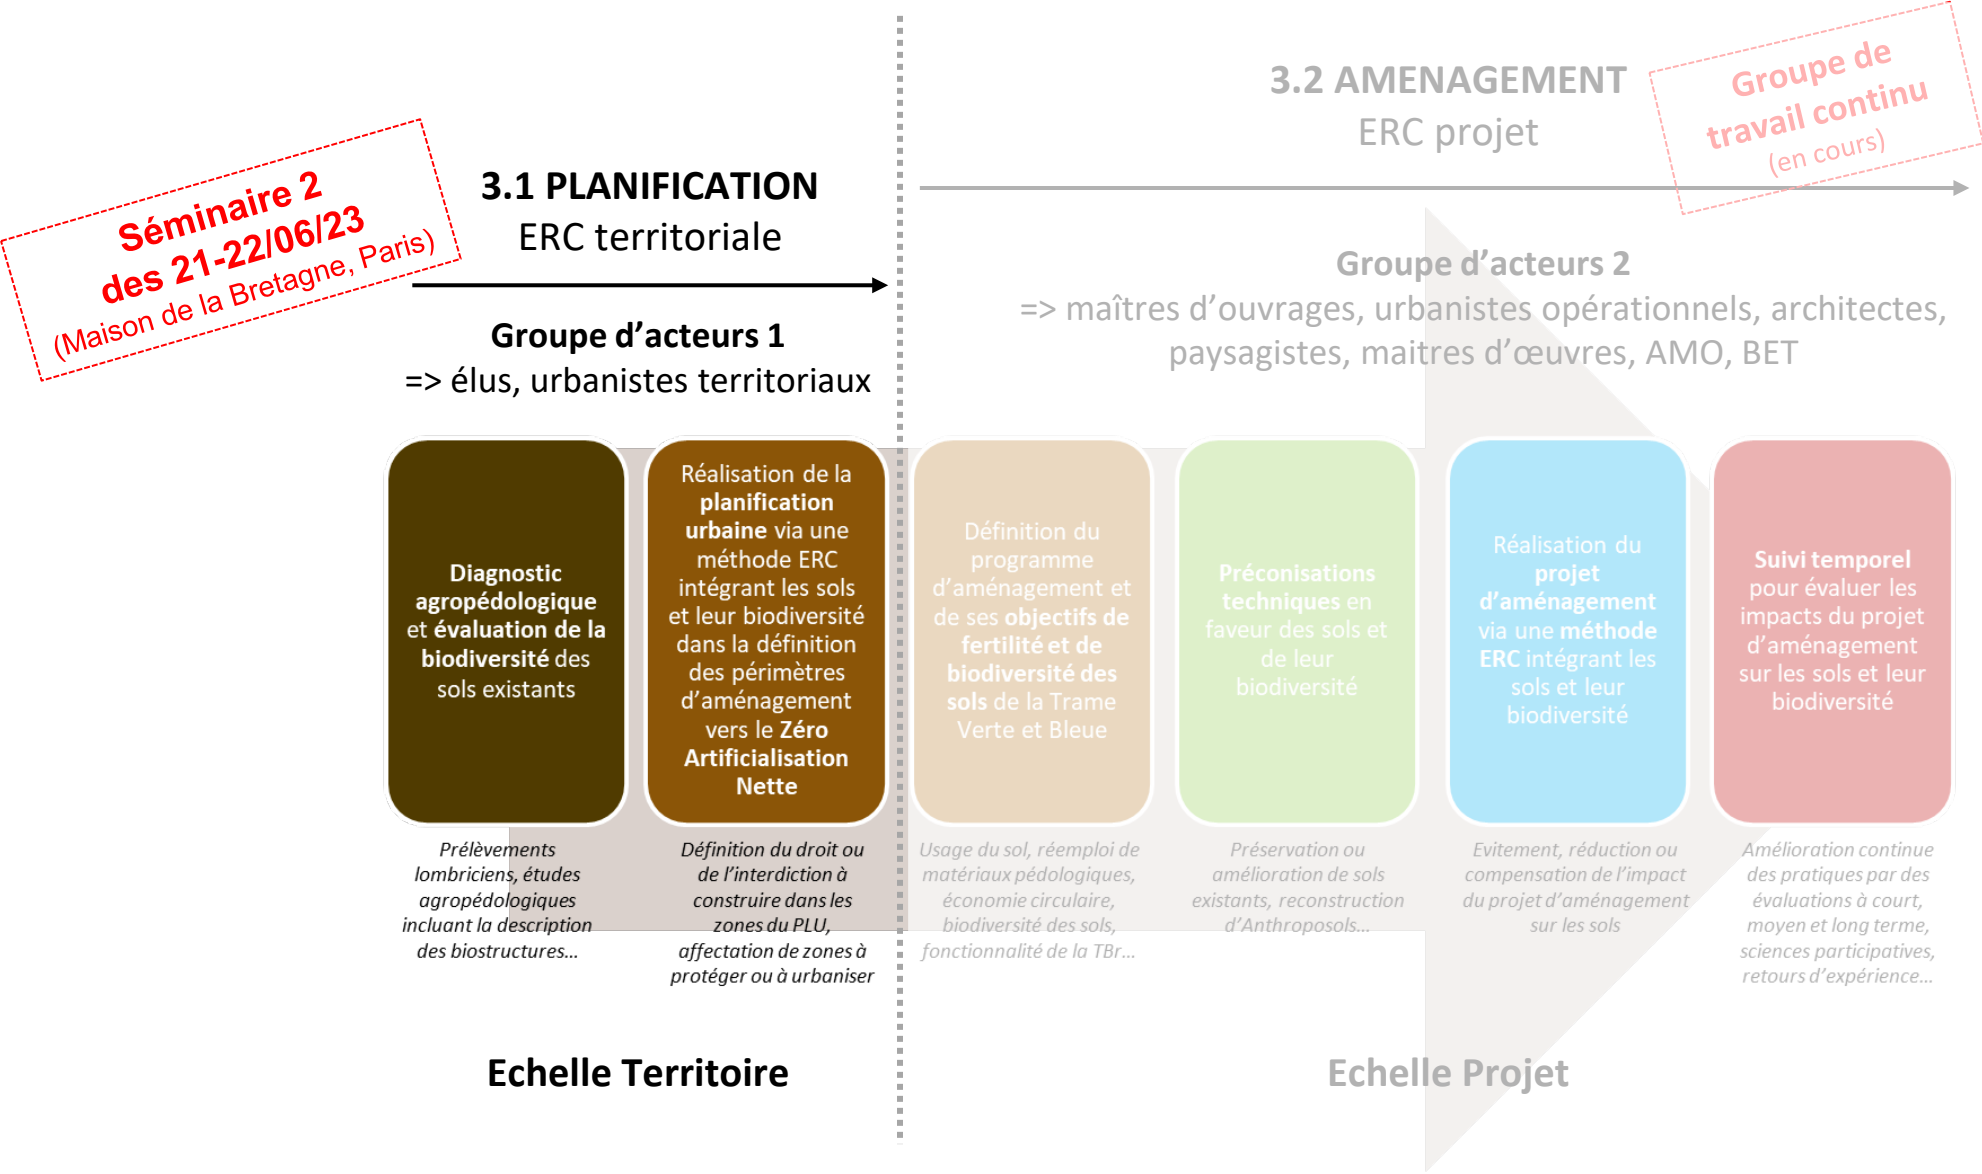 Séminaire 2
des 21-22/06/23
(Maison de la Bretagne, Paris)
3.1 PLANIFICATION
ERC territoriale
Groupe d’acteurs 1
=> élus, urbanistes territoriaux
3.2 AMENAGEMENT
ERC projet
Groupe de
travail continu
(en cours)
Groupe d’acteurs 2
=> maîtres d’ouvrages, urbanistes opérationnels, architectes,
paysagistes, maitres d’œuvres, AMO, BET
Diagnostic
agropédologique
et évaluation de la
biodiversité des
sols existants
Réalisation de la
planification
urbaine via une
méthode ERC
intégrant les sols
et leur biodiversité
dans la définition
des périmètres
d’aménagement
vers le Zéro
Artificialisation
Nette
Définition du
programme
d’aménagement et
de ses objectifs de
fertilité et de
biodiversité des
sols de la Trame
Verte et Bleue
Préconisations
techniques en
faveur des sols et
de leur
biodiversité
Réalisation du
projet
d’aménagement
via une méthode
ERC intégrant les
sols et leur
biodiversité
Suivi temporel
pour évaluer les
impacts du projet
d’aménagement
sur les sols et leur
biodiversité
Prélèvements
lombriciens, études
agropédologiques
incluant la description
des biostructures…
Définition du droit ou
de l’interdiction à
construire dans les
zones du PLU,
affectation de zones à
protéger ou à urbaniser
Usage du sol, réemploi de
matériaux pédologiques,
économie circulaire,
biodiversité des sols,
fonctionnalité de la TBr…
Préservation ou
amélioration de sols
existants, reconstruction
d’Anthroposols…
Evitement, réduction ou
compensation de l’impact
du projet d’aménagement
sur les sols
Amélioration continue
des pratiques par des
évaluations à court,
moyen et long terme,
sciences participatives,
retours d’expérience…
Echelle Territoire
Echelle Projet